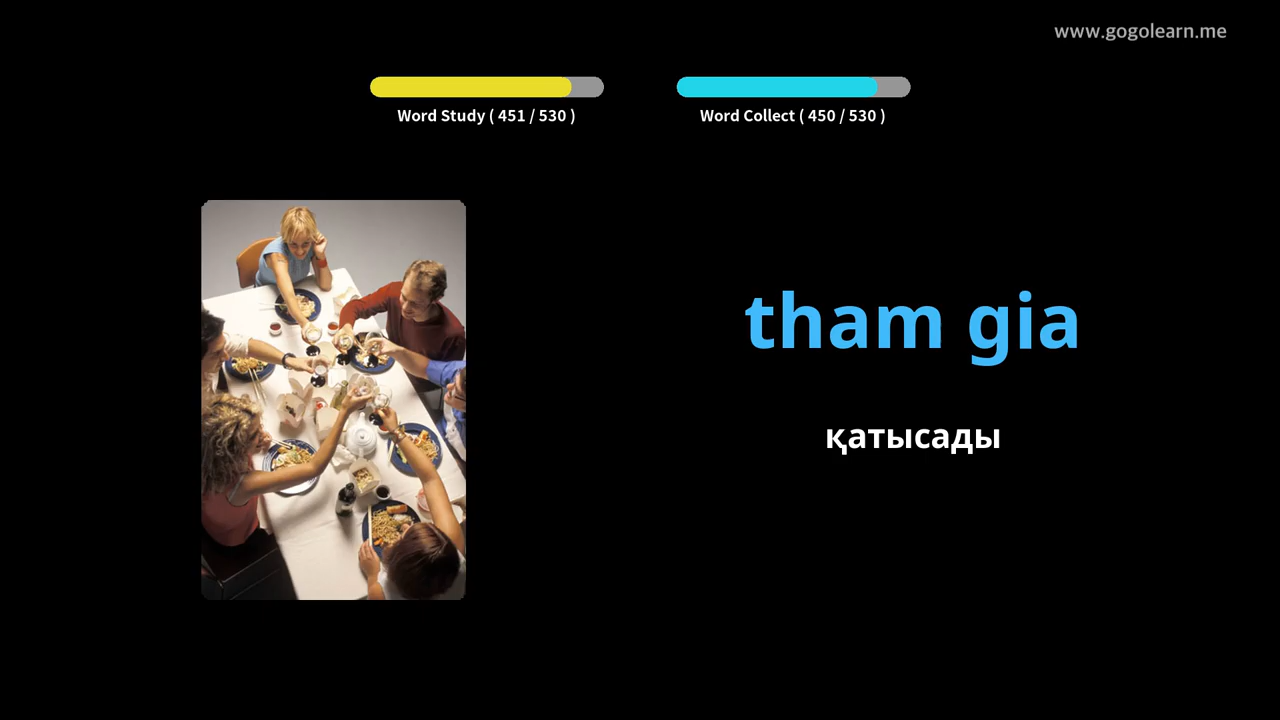 www.gogolearn.me
Word Study ( 451 / 530 )
Word Collect ( 450 / 530 )
tham gia
қатысады